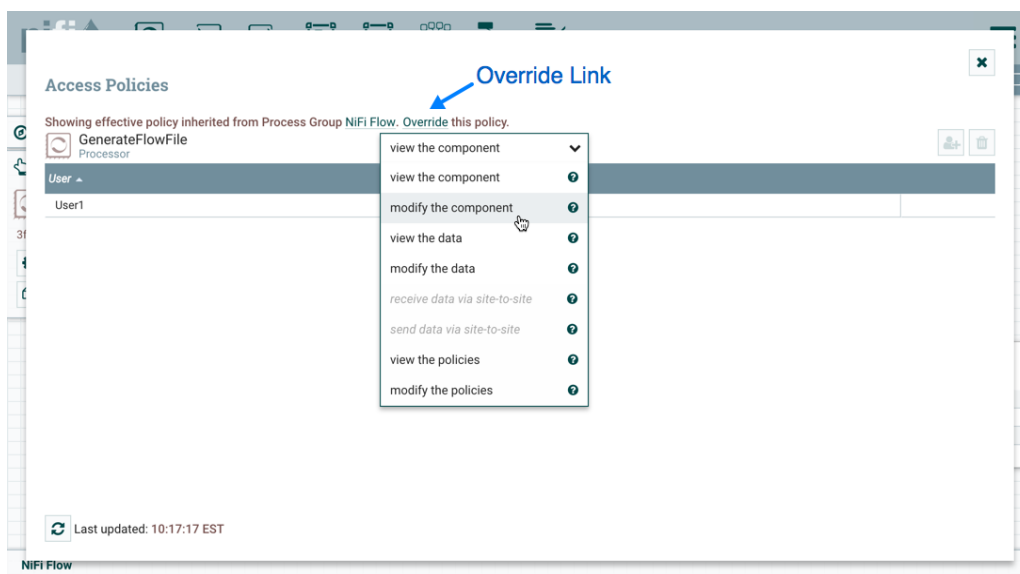 Override Link
Access Policies
Showing effective policy inherited from Process Group NiFi Flow. Override this policy.
GenerateFlowFile
Processor
view the component
User
view the component
User1
modify the component
view the data
modify the data
receive data via site-to-site
send data via site-to-site
view the policies
modify the policies
Last updated: 10:17:17 EST
NiFi Flow